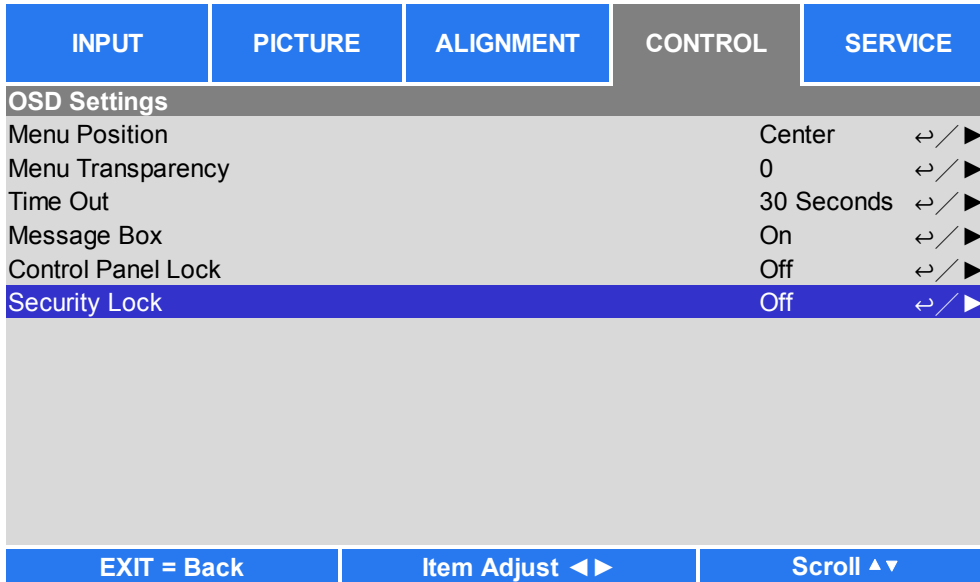 INPUT PICTURE ALIGNMENT CONTROL SERVICE
OSD Settings
Menu Position Center ↩／►
Menu Transparency 0 ↩／►
Time Out 30 Seconds ↩／►
Message Box On ↩／►
Control Panel Lock Off ↩／►
Security Lock Off ↩／►
EXIT = Back Item Adjust ◄► Scroll ▲▼